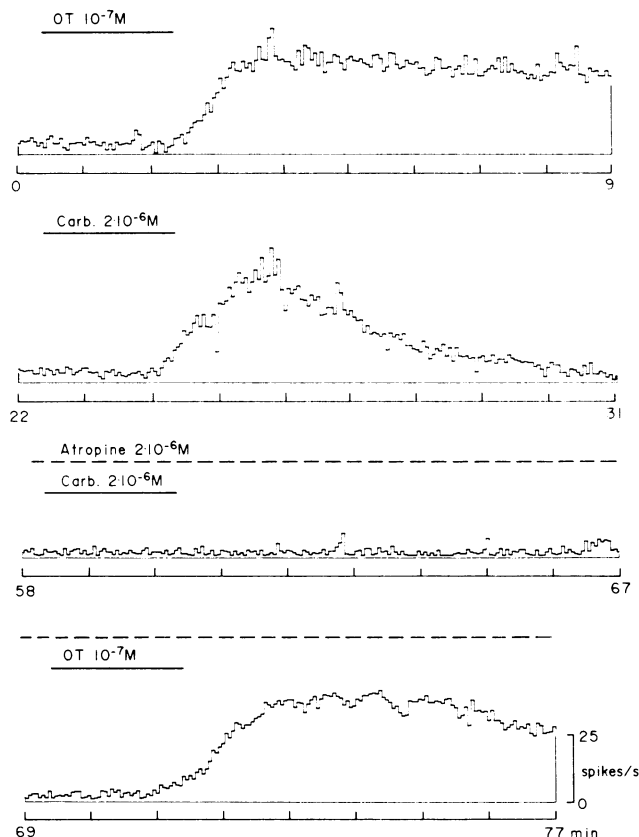 OT 10⁻⁷M
0 9
Carb. 2·10⁻⁶M
22 31
Atropine 2·10⁻⁶M
Carb. 2·10⁻⁶M
58 67
OT 10⁻⁷M
25
spikes/s
0
69 77 min